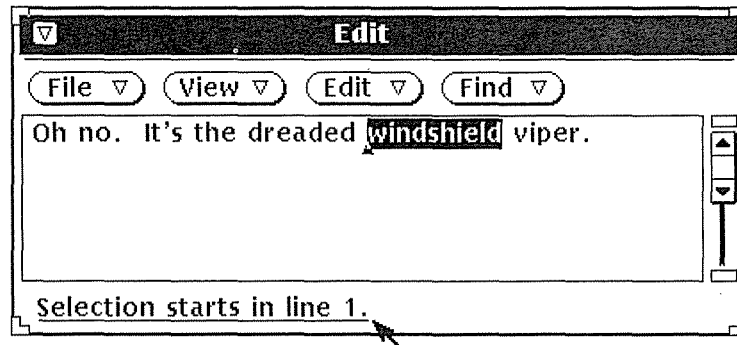 Edit
File View Edit Find
Oh no.  It's the dreaded windshield viper.
Selection starts in line 1.